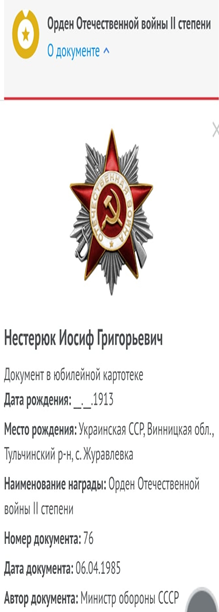 Орден Отечественной войны II степени
О документе
ОТЕЧЕСТВЕННАЯ ВОЙНА
Нестерюк Иосиф Григорьевич
Документ в юбилейной картотеке
Дата рождения: __.__.1913
Место рождения: Украинская ССР, Винницкая обл.,
Тульчинский р-н, с. Журавлевка
Наименование награды: Орден Отечественной
войны II степени
Номер документа: 76
Дата документа: 06.04.1985
Автор документа: Министр обороны СССР